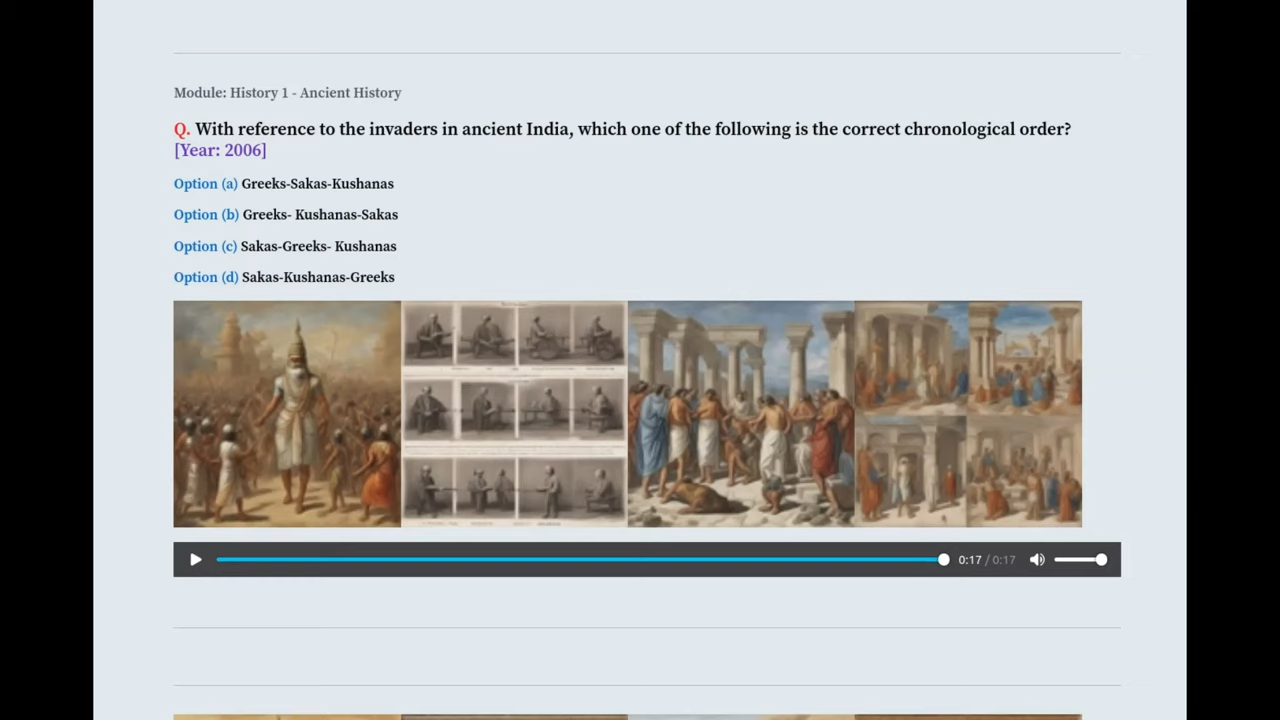 Module: History 1 - Ancient History
Q. With reference to the invaders in ancient India, which one of the following is the correct chronological order?
[Year: 2006]
Option (a) Greeks-Sakas-Kushanas
Option (b) Greeks- Kushanas-Sakas
Option (c) Sakas-Greeks- Kushanas
Option (d) Sakas-Kushanas-Greeks
0:17 / 0:17